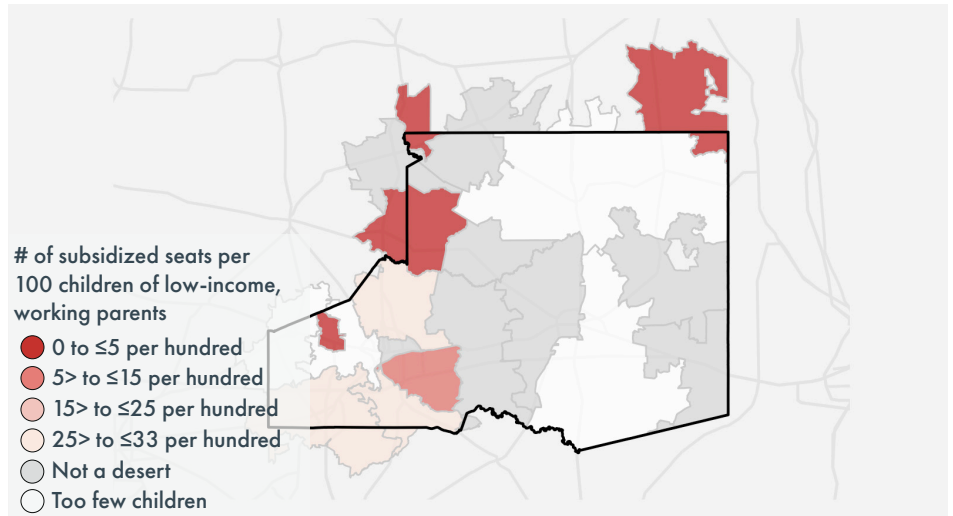 # of subsidized seats per
100 children of low-income,
working parents
0 to ≤5 per hundred
5> to ≤15 per hundred
15> to ≤25 per hundred
25> to ≤33 per hundred
Not a desert
Too few children